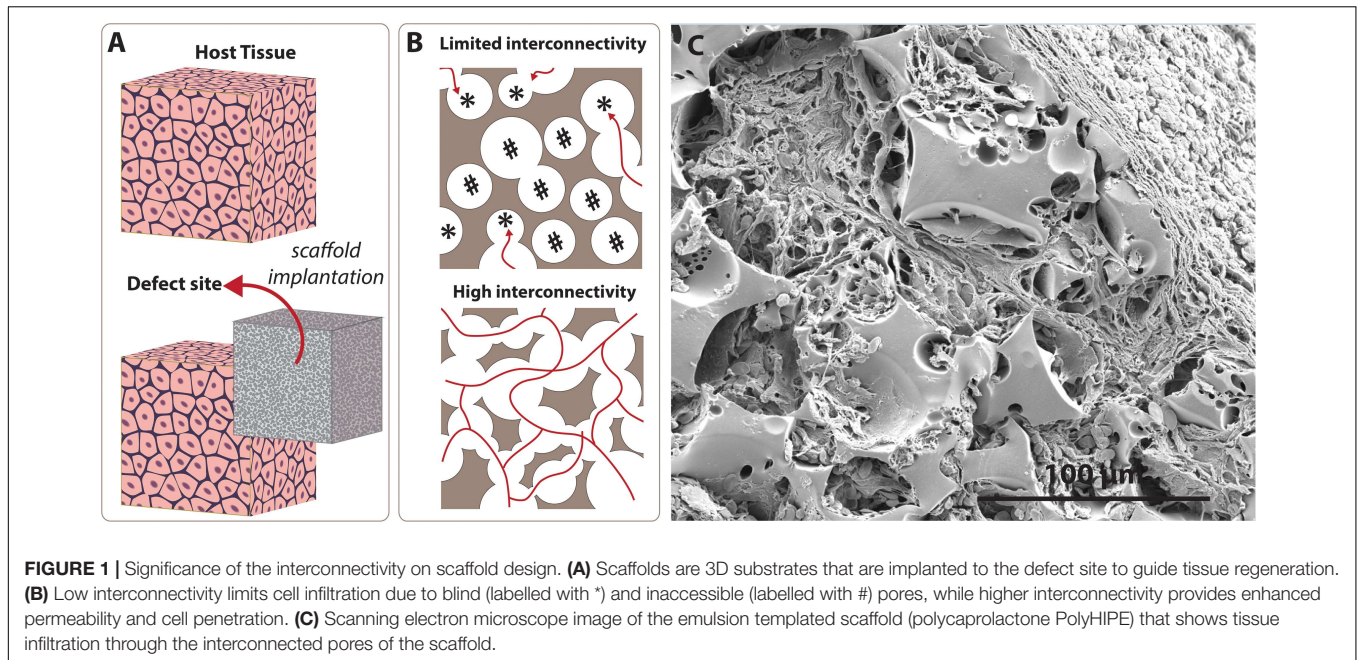 A
Host Tissue
scaffold
implantation
Defect site
B
Limited interconnectivity
* * *
# #
# # #
* * # #
High interconnectivity
C
100 µm
FIGURE 1 | Significance of the interconnectivity on scaffold design. (A) Scaffolds are 3D substrates that are implanted to the defect site to guide tissue regeneration.
(B) Low interconnectivity limits cell infiltration due to blind (labelled with *) and inaccessible (labelled with #) pores, while higher interconnectivity provides enhanced
permeability and cell penetration. (C) Scanning electron microscope image of the emulsion templated scaffold (polycaprolactone PolyHIPE) that shows tissue
infiltration through the interconnected pores of the scaffold.